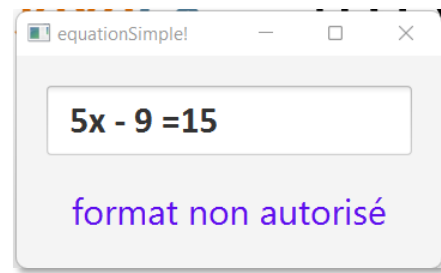 equationSimple!
5x - 9 =15
format non autorisé